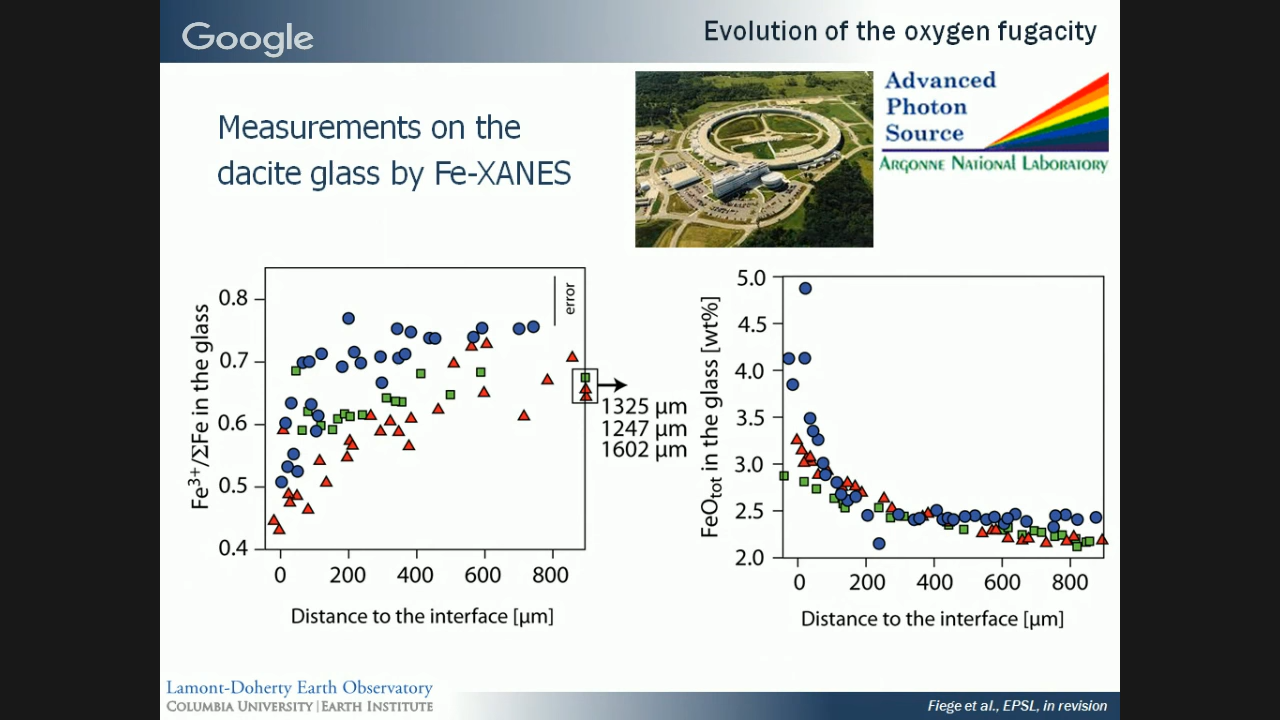 Google
Evolution of the oxygen fugacity
Measurements on the
dacite glass by Fe-XANES
Advanced
Photon
Source
ARGONNE NATIONAL LABORATORY
Fe³⁺/ΣFe in the glass
0.8
0.7
0.6
0.5
0.4
error
0
200
400
600
800
Distance to the interface [µm]
1325 µm
1247 µm
1602 µm
FeOtot in the glass [wt%]
5.0
4.5
4.0
3.5
3.0
2.5
2.0
0
200
400
600
800
Distance to the interface [µm]
Lamont-Doherty Earth Observatory
COLUMBIA UNIVERSITY | EARTH INSTITUTE
Fiege et al., EPSL, in revision